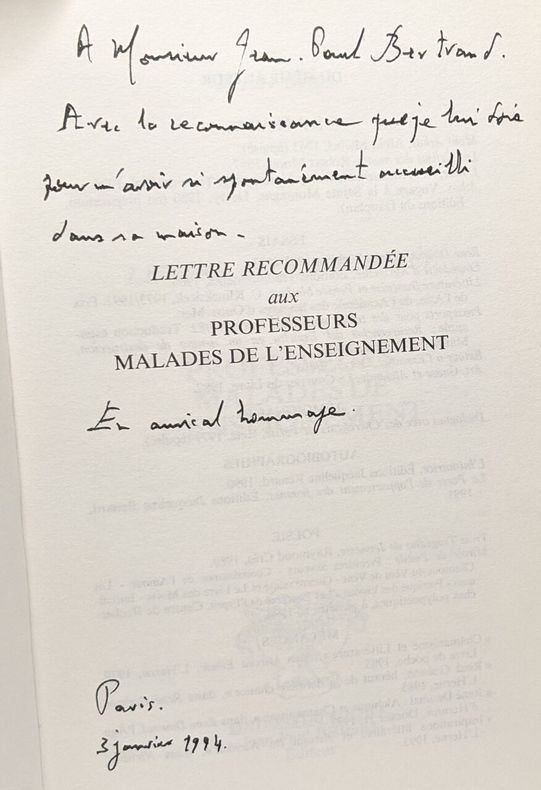 A Monsieur Jean. Paul Bertrand.
Avec la reconnaissance que je lui dois
pour m'avoir si spontanément accueilli
dans sa maison -
LETTRE RECOMMANDÉE
aux
PROFESSEURS
MALADES DE L'ENSEIGNEMENT
En amical hommage.
Paris.
3 janvier 1994.